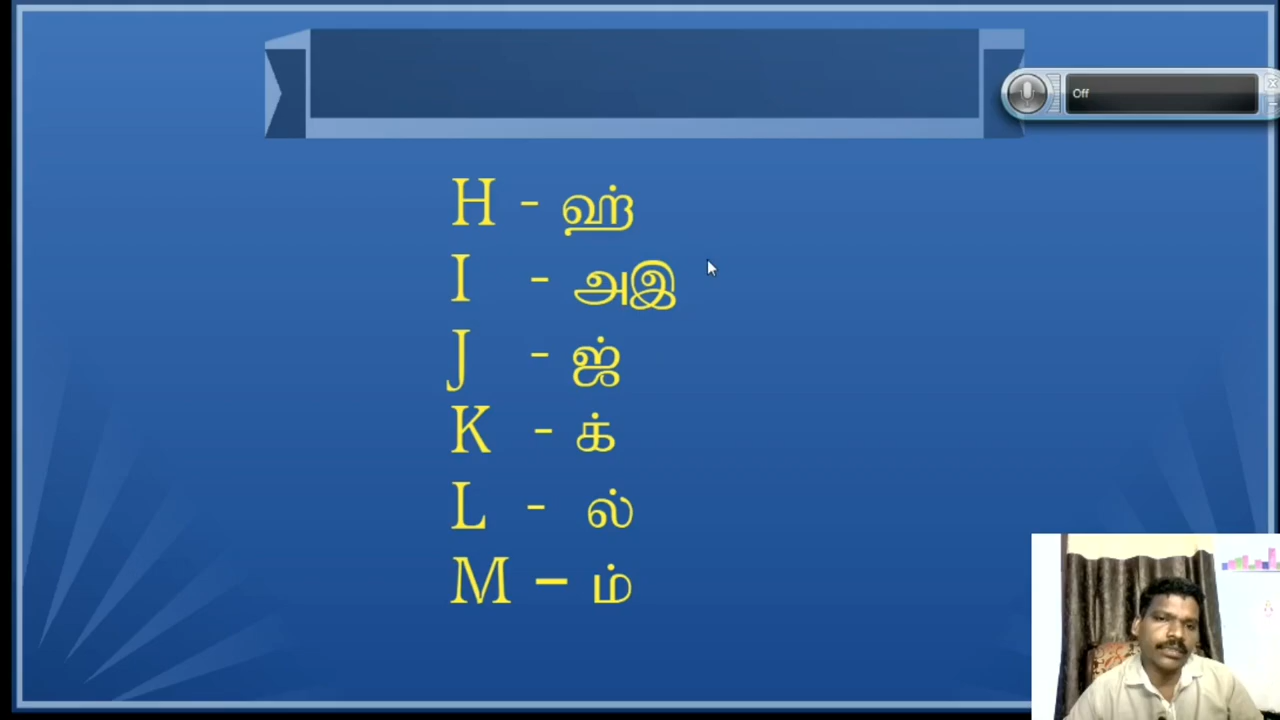 Off
H - ஹ்
I - அஇ
J - ஜ்
K - க்
L - ல்
M – ம்